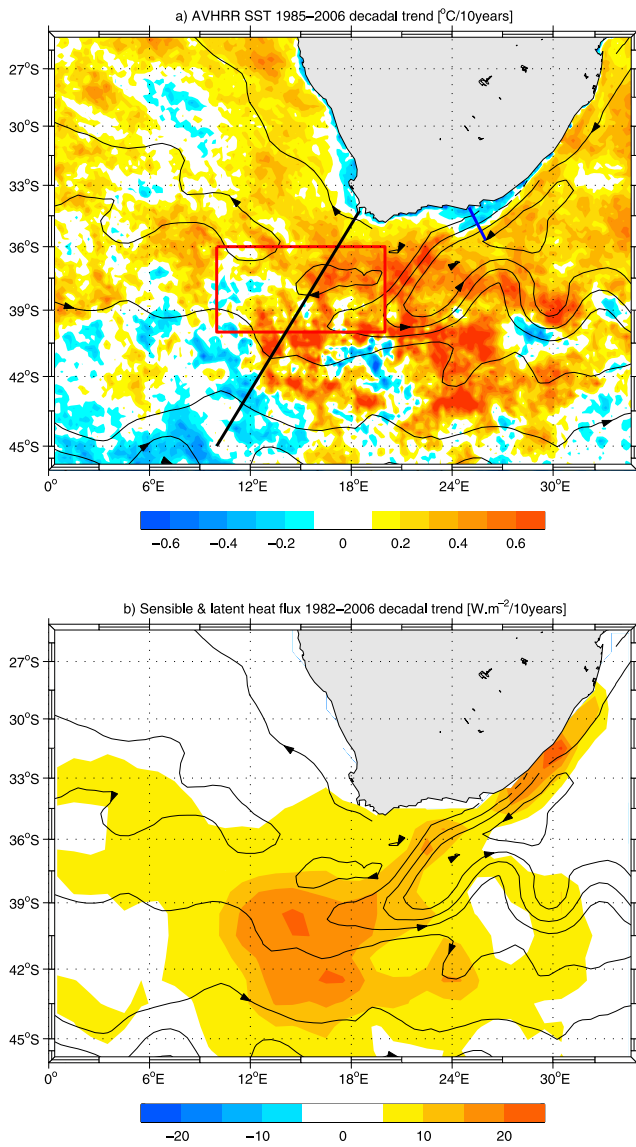 a) AVHRR SST 1985–2006 decadal trend [°C/10years]
27°S
30°S
33°S
36°S
39°S
42°S
45°S
0° 6°E 12°E 18°E 24°E 30°E
−0.6 −0.4 −0.2 0 0.2 0.4 0.6
b) Sensible & latent heat flux 1982–2006 decadal trend [W.m⁻²/10years]
27°S
30°S
33°S
36°S
39°S
42°S
45°S
0° 6°E 12°E 18°E 24°E 30°E
−20 −10 0 10 20